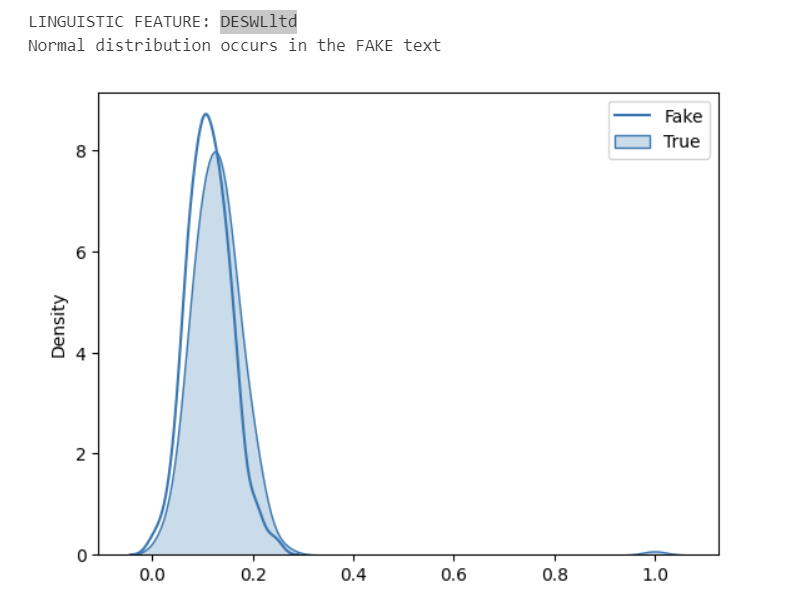 LINGUISTIC FEATURE: DESWLltd
Normal distribution occurs in the FAKE text
Fake
True
8
6
4
2
0
Density
0.0 0.2 0.4 0.6 0.8 1.0